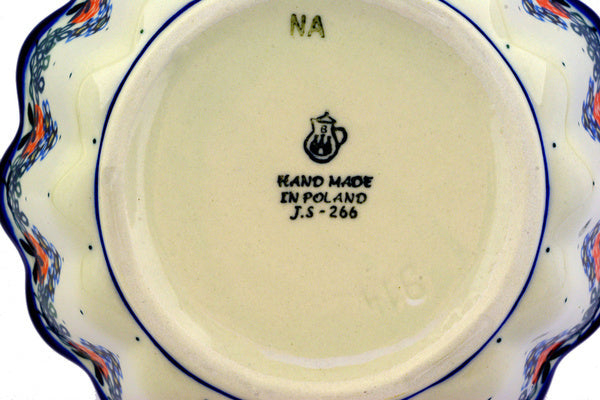 NA
B
HAND MADE
IN POLAND
J.S - 266